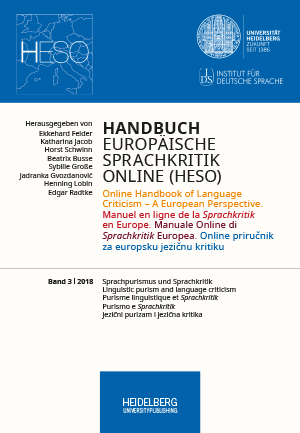 HESO
UNIVERSITÄT
HEIDELBERG
ZUKUNFT
SEIT 1386
IDS
INSTITUT FÜR
DEUTSCHE SPRACHE
Herausgegeben von
Ekkehard Felder
Katharina Jacob
Horst Schwinn
Beatrix Busse
Sybille Große
Jadranka Gvozdanović
Henning Lobin
Edgar Radtke
HANDBUCH
EUROPÄISCHE
SPRACHKRITIK
ONLINE (HESO)
Online Handbook of Language
Criticism – A European Perspective.
Manuel en ligne de la Sprachkritik
en Europe. Manuale Online di
Sprachkritik Europea. Online priručnik
za europsku jezičnu kritiku
Band 3 | 2018
Sprachpurismus und Sprachkritik
Linguistic purism and language criticism
Purisme linguistique et Sprachkritik
Purismo e Sprachkritik
Jezični purizam i jezična kritika
HEIDELBERG
UNIVERSITY PUBLISHING